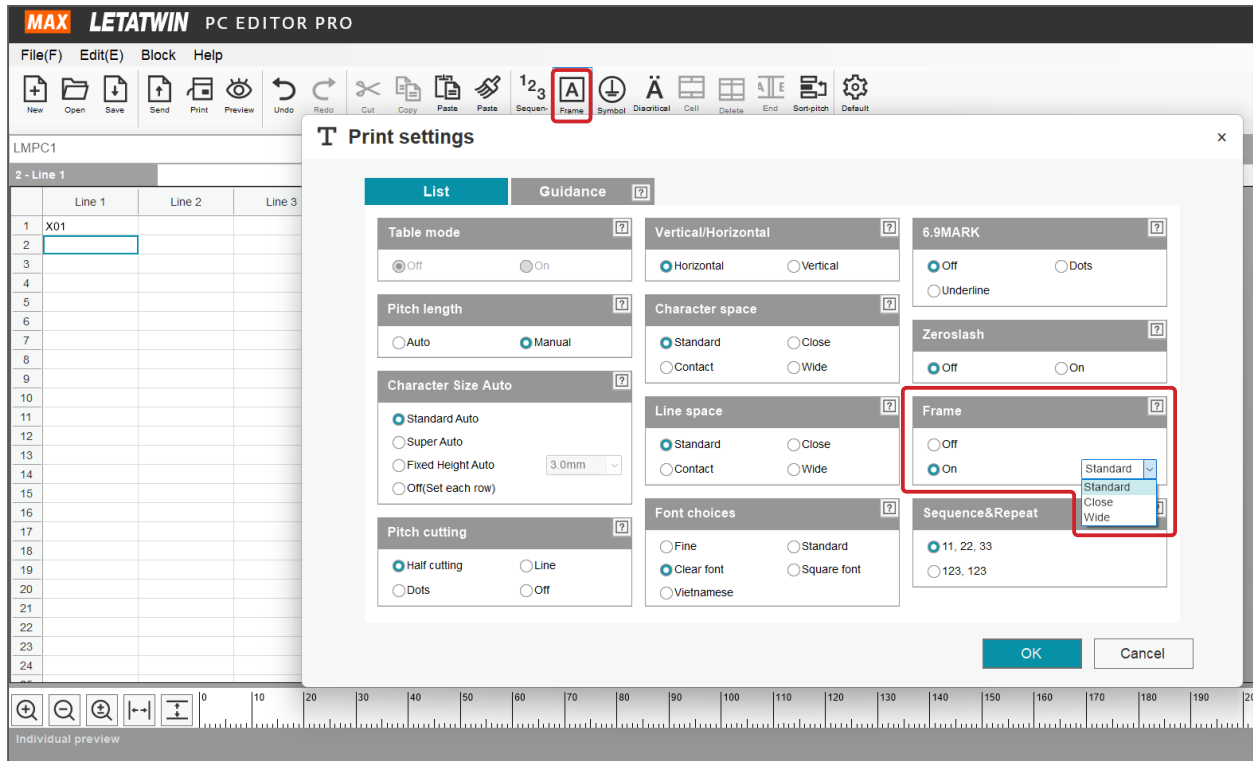 MAX LETATWIN PC EDITOR PRO
File(F) Edit(E) Block Help
New Open Save Send Print Preview Undo Redo Cut Copy Paste Paste Sequen- Frame Symbol Diacritical Cell Delete End Sort-pitch Default
LMPC1
2 - Line 1
Line 1 Line 2 Line 3
1 X01
2
3
4
5
6
7
8
9
10
11
12
13
14
15
16
17
18
19
20
21
22
23
24
Print settings ×
List Guidance ?
Table mode ?
Off On
Pitch length ?
Auto Manual
Character Size Auto ?
Standard Auto
Super Auto
Fixed Height Auto 3.0mm
Off(Set each row)
Pitch cutting ?
Half cutting Line
Dots Off
Vertical/Horizontal ?
Horizontal Vertical
Character space ?
Standard Close
Contact Wide
Line space ?
Standard Close
Contact Wide
Font choices ?
Fine Standard
Clear font Square font
Vietnamese
6.9MARK ?
Off Dots
Underline
Zeroslash ?
Off On
Frame ?
Off
On Standard
Standard
Close
Wide
Sequence&Repeat
11, 22, 33
123, 123
OK Cancel
0 10 20 30 40 50 60 70 80 90 100 110 120 130 140 150 160 170 180 190
Individual preview